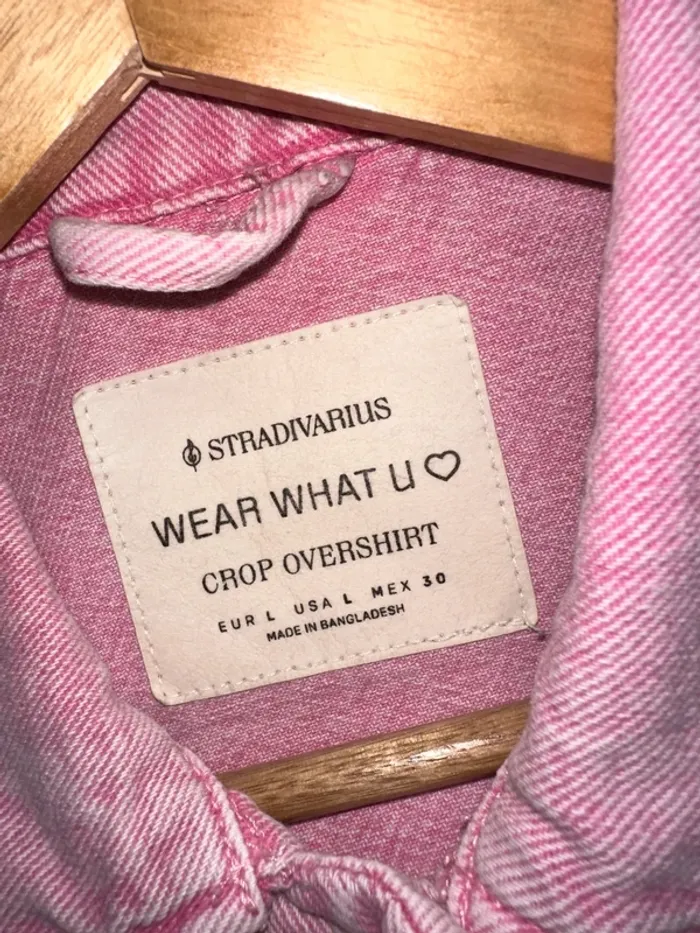 STRADIVARIUS
WEAR WHAT U ♡
CROP OVERSHIRT
EUR L USA L MEX 30
MADE IN BANGLADESH